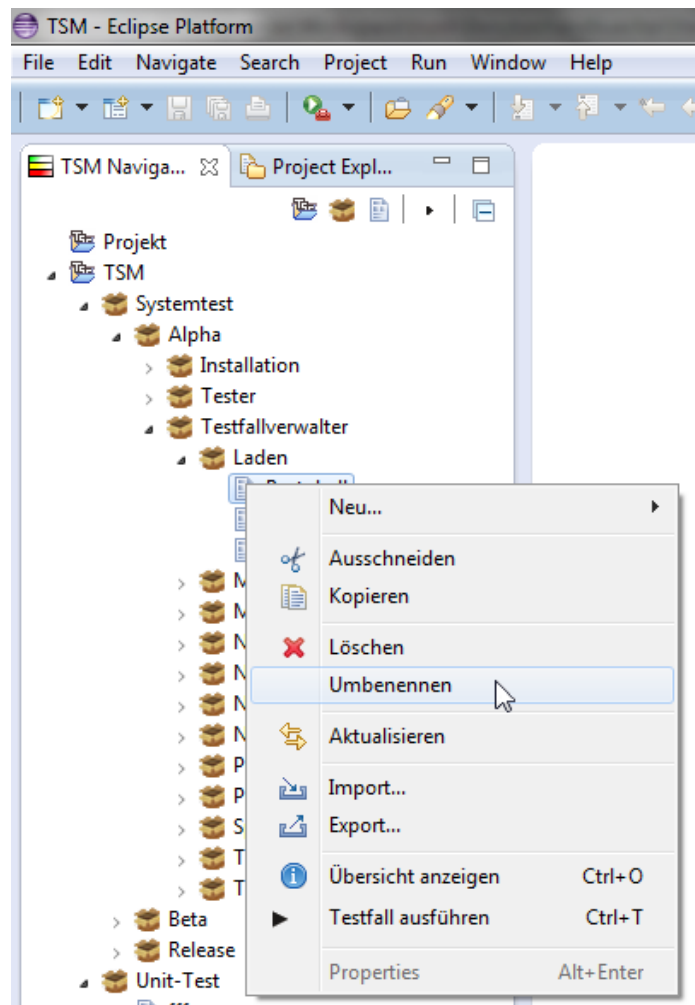 TSM - Eclipse Platform
File Edit Navigate Search Project Run Window Help
TSM Naviga... Project Expl...
Projekt
TSM
Systemtest
Alpha
Installation
Tester
Testfallverwalter
Laden
Neu...
Ausschneiden
Kopieren
M
Löschen
M
N
Umbenennen
N
N
Aktualisieren
N
P
Import...
P
Export...
S
T
Übersicht anzeigen Ctrl+O
T
Beta
Testfall ausführen Ctrl+T
Release
Properties Alt+Enter
Unit-Test